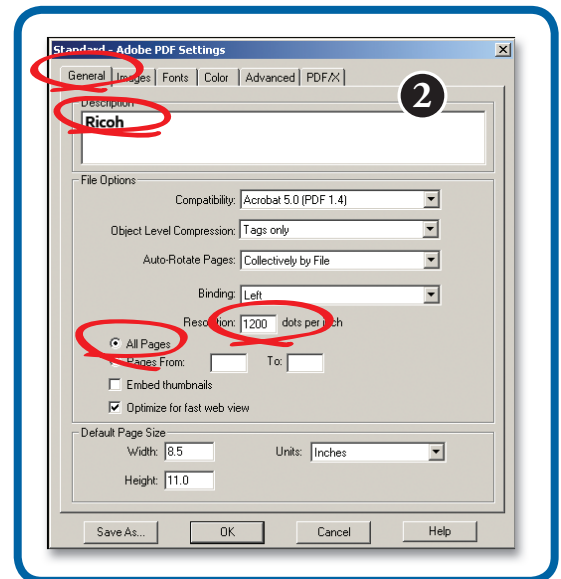 Standard - Adobe PDF Settings
General Images Fonts Color Advanced PDF/X
2
Description
Ricoh
File Options
Compatibility: Acrobat 5.0 (PDF 1.4)
Object Level Compression: Tags only
Auto-Rotate Pages: Collectively by File
Binding: Left
Resolution: 1200 dots per inch
All Pages
Pages From: To:
Embed thumbnails
Optimize for fast web view
Default Page Size
Width: 8.5 Units: Inches
Height: 11.0
Save As... OK Cancel Help